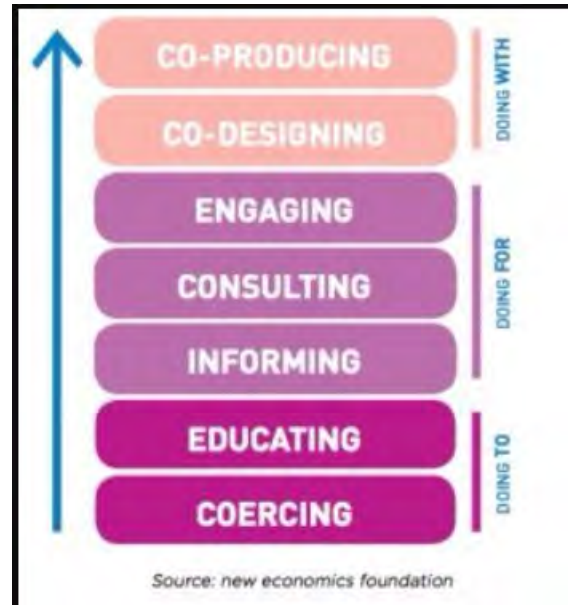 CO-PRODUCING
CO-DESIGNING
DOING WITH
ENGAGING
CONSULTING
INFORMING
DOING FOR
EDUCATING
COERCING
DOING TO
Source: new economics foundation